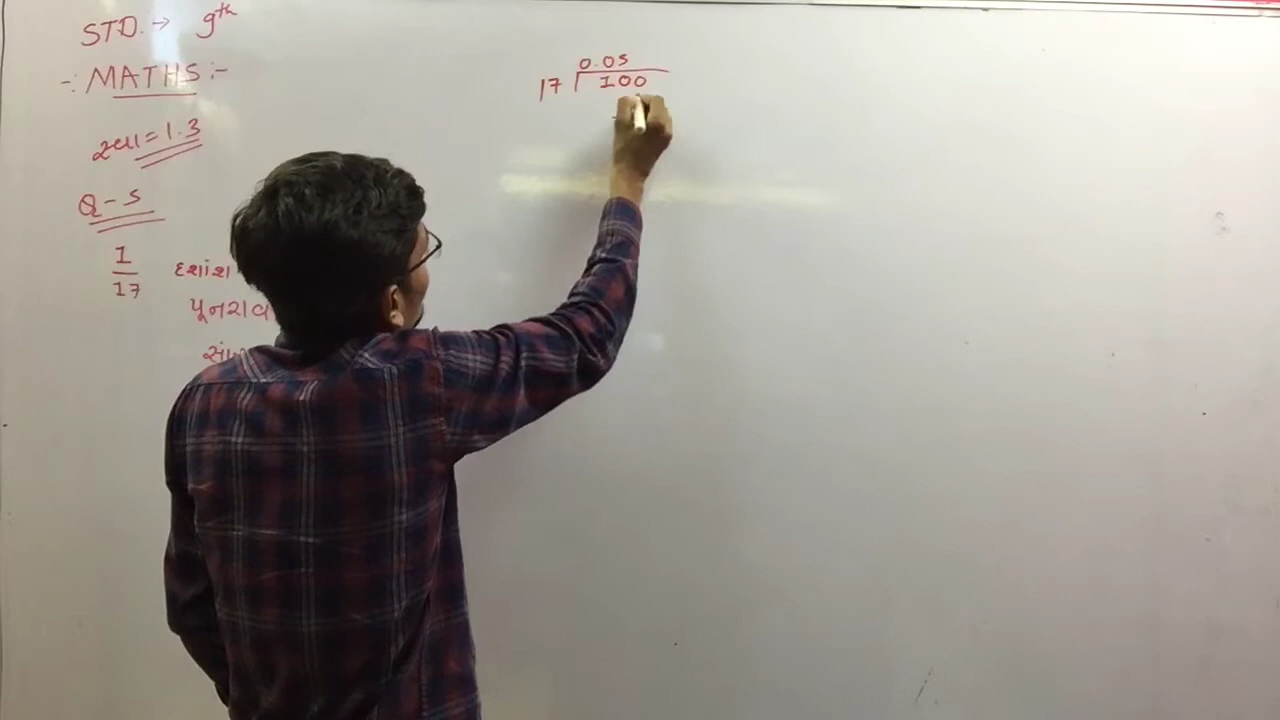 STD. → 9th
-: MATHS :-
સ્વા = 1.3
Q - 5
1
17
દશાંશ
પૂનરાવ
સં
0.05
17 100